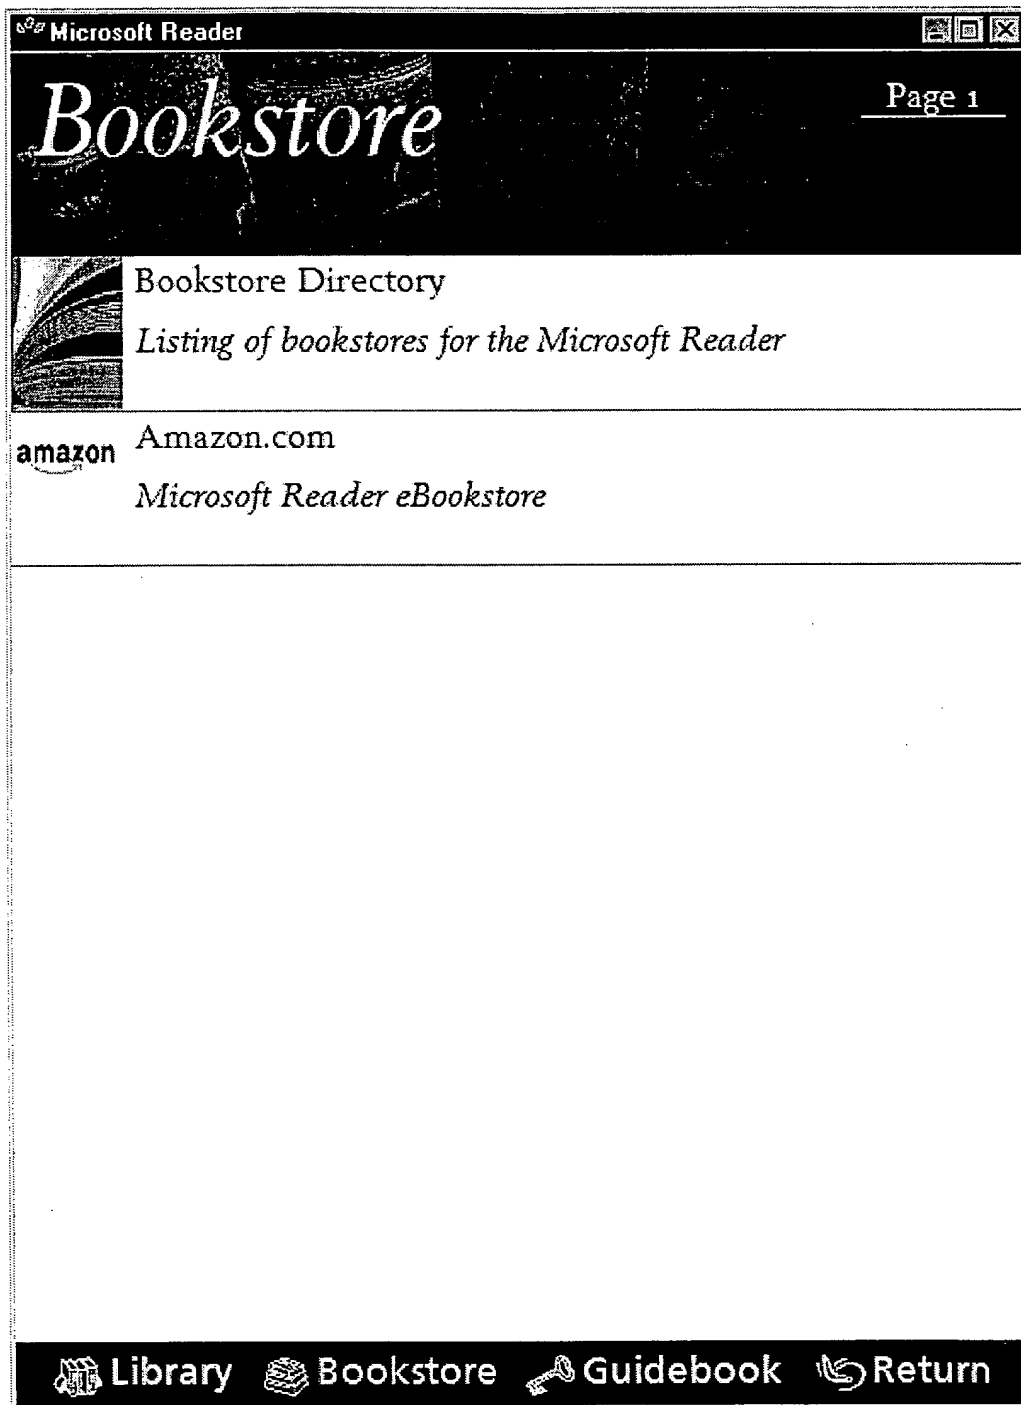 Microsoft Reader
Bookstore
Page 1
Bookstore Directory
Listing of bookstores for the Microsoft Reader
amazon
Amazon.com
Microsoft Reader eBookstore
Library Bookstore Guidebook Return